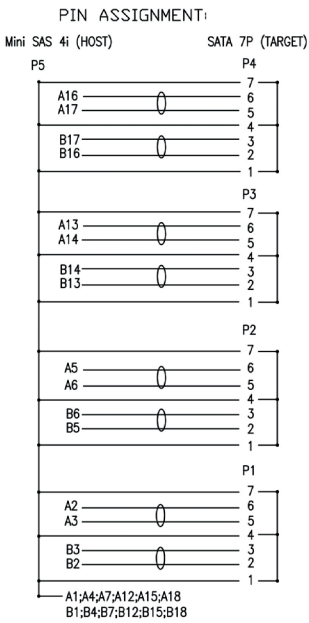 PIN ASSIGNMENT:
Mini SAS 4i (HOST) SATA 7P (TARGET)
P5 P4
7
A16 6
A17 5
4
B17 3
B16 2
1
P3
7
A13 6
A14 5
4
B14 3
B13 2
1
P2
7
A5 6
A6 5
4
B6 3
B5 2
1
P1
7
A2 6
A3 5
4
B3 3
B2 2
1
A1;A4;A7;A12;A15;A18
B1;B4;B7;B12;B15;B18